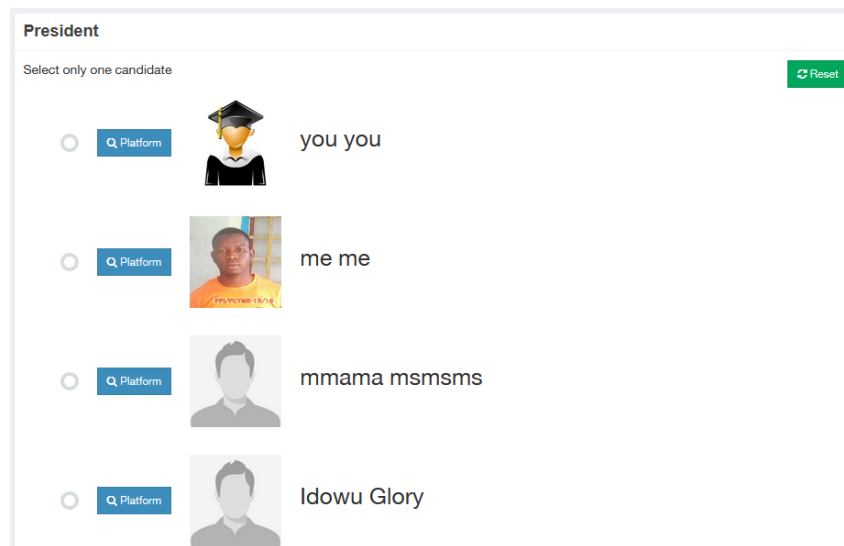 President
Select only one candidate
Reset
Platform
you you
Platform
me me
Platform
mmama msmsms
Platform
Idowu Glory